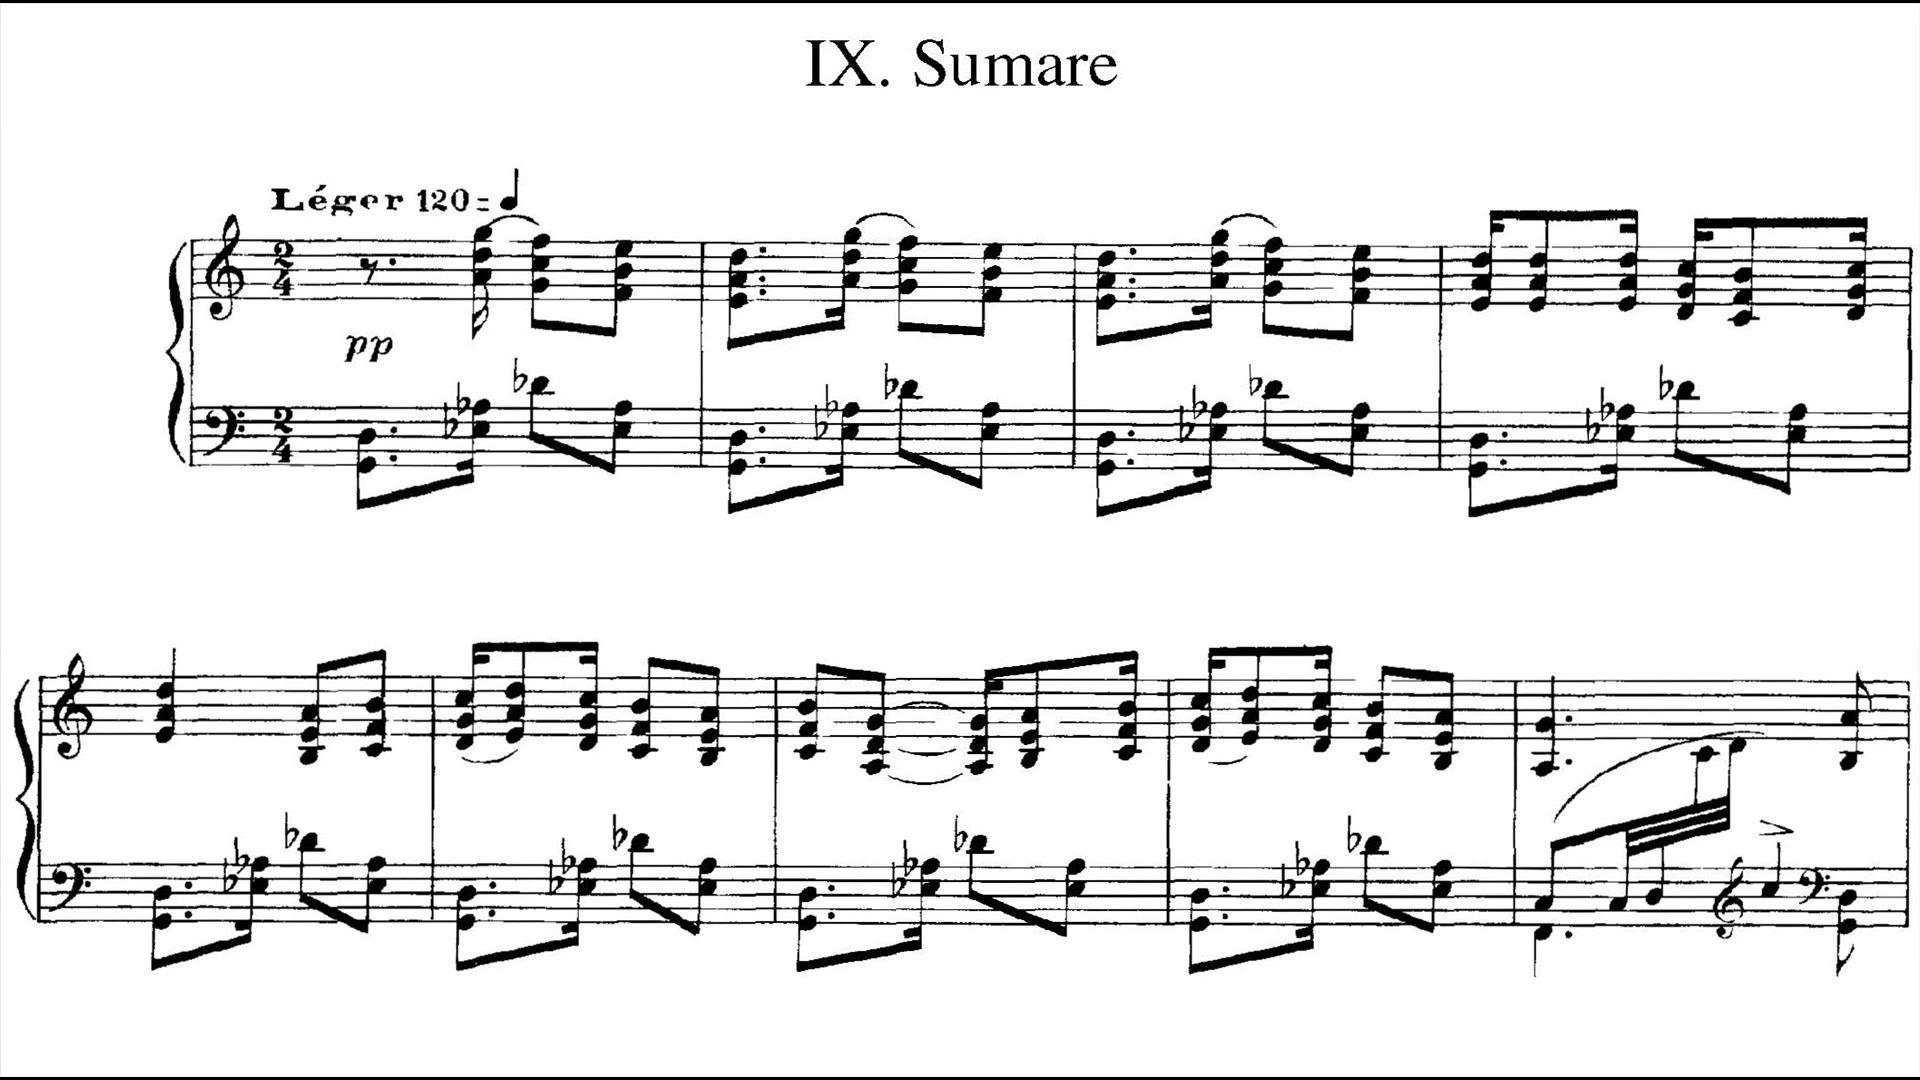 IX. Sumare
Léger 120 = ♩
pp